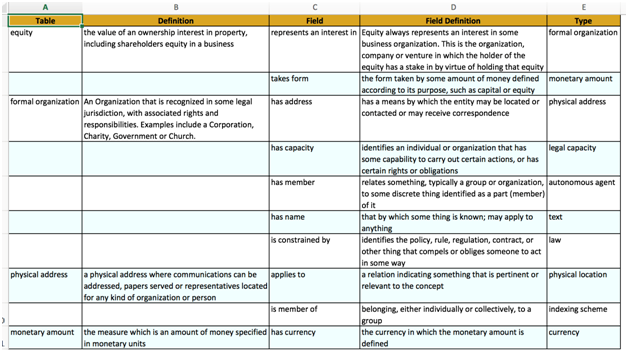 A B C D E
Table Definition Field Field Definition Type
equity the value of an ownership interest in property, represents an interest in Equity always represents an interest in some formal organization
including shareholders equity in a business business organization. This is the organization,
company or venture in which the holder of the
equity has a stake in by virtue of holding that equity
takes form the form taken by some amount of money defined monetary amount
according to its purpose, such as capital or equity
formal organization An Organization that is recognized in some legal has address has a means by which the entity may be located or physical address
jurisdiction, with associated rights and contacted or may receive correspondence
responsibilities. Examples include a Corporation,
Charity, Government or Church.
has capacity identifies an individual or organization that has legal capacity
some capability to carry out certain actions, or has
certain rights or obligations
has member relates something, typically a group or organization, autonomous agent
to some discrete thing identified as a part (member)
of it
has name that by which some thing is known; may apply to text
anything
is constrained by identifies the policy, rule, regulation, contract, or law
other thing that compels or obliges someone to act
in some way
physical address a physical address where communications can be applies to a relation indicating something that is pertinent or physical location
addressed, papers served or representatives located relevant to the concept
for any kind of organization or person
is member of belonging, either individually or collectively, to a indexing scheme
group
monetary amount the measure which is an amount of money specified has currency the currency in which the monetary amount is currency
in monetary units defined